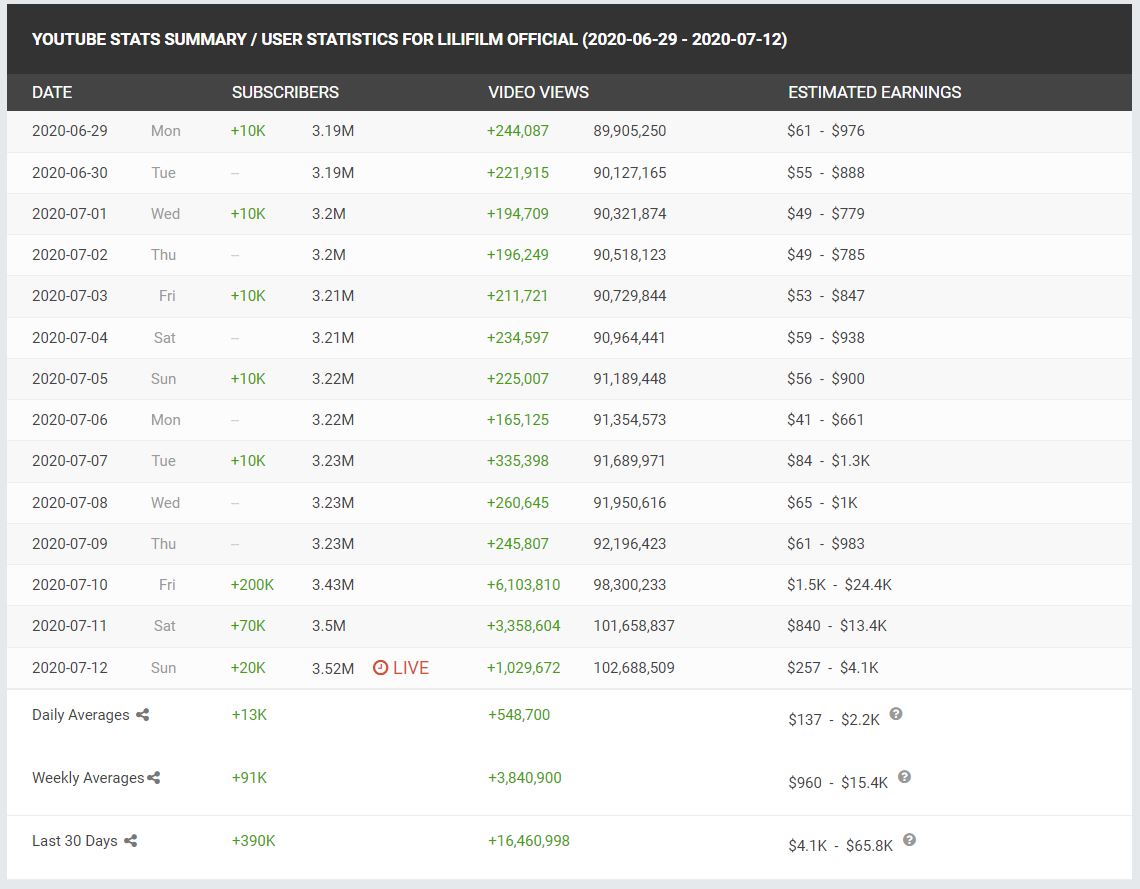 YOUTUBE STATS SUMMARY / USER STATISTICS FOR LILIFILM OFFICIAL (2020-06-29 - 2020-07-12)
DATE SUBSCRIBERS VIDEO VIEWS ESTIMATED EARNINGS
2020-06-29 Mon +10K 3.19M +244,087 89,905,250 $61 - $976
2020-06-30 Tue -- 3.19M +221,915 90,127,165 $55 - $888
2020-07-01 Wed +10K 3.2M +194,709 90,321,874 $49 - $779
2020-07-02 Thu -- 3.2M +196,249 90,518,123 $49 - $785
2020-07-03 Fri +10K 3.21M +211,721 90,729,844 $53 - $847
2020-07-04 Sat -- 3.21M +234,597 90,964,441 $59 - $938
2020-07-05 Sun +10K 3.22M +225,007 91,189,448 $56 - $900
2020-07-06 Mon -- 3.22M +165,125 91,354,573 $41 - $661
2020-07-07 Tue +10K 3.23M +335,398 91,689,971 $84 - $1.3K
2020-07-08 Wed -- 3.23M +260,645 91,950,616 $65 - $1K
2020-07-09 Thu -- 3.23M +245,807 92,196,423 $61 - $983
2020-07-10 Fri +200K 3.43M +6,103,810 98,300,233 $1.5K - $24.4K
2020-07-11 Sat +70K 3.5M +3,358,604 101,658,837 $840 - $13.4K
2020-07-12 Sun +20K 3.52M LIVE +1,029,672 102,688,509 $257 - $4.1K
Daily Averages +13K +548,700 $137 - $2.2K ?
Weekly Averages +91K +3,840,900 $960 - $15.4K ?
Last 30 Days +390K +16,460,998 $4.1K - $65.8K ?